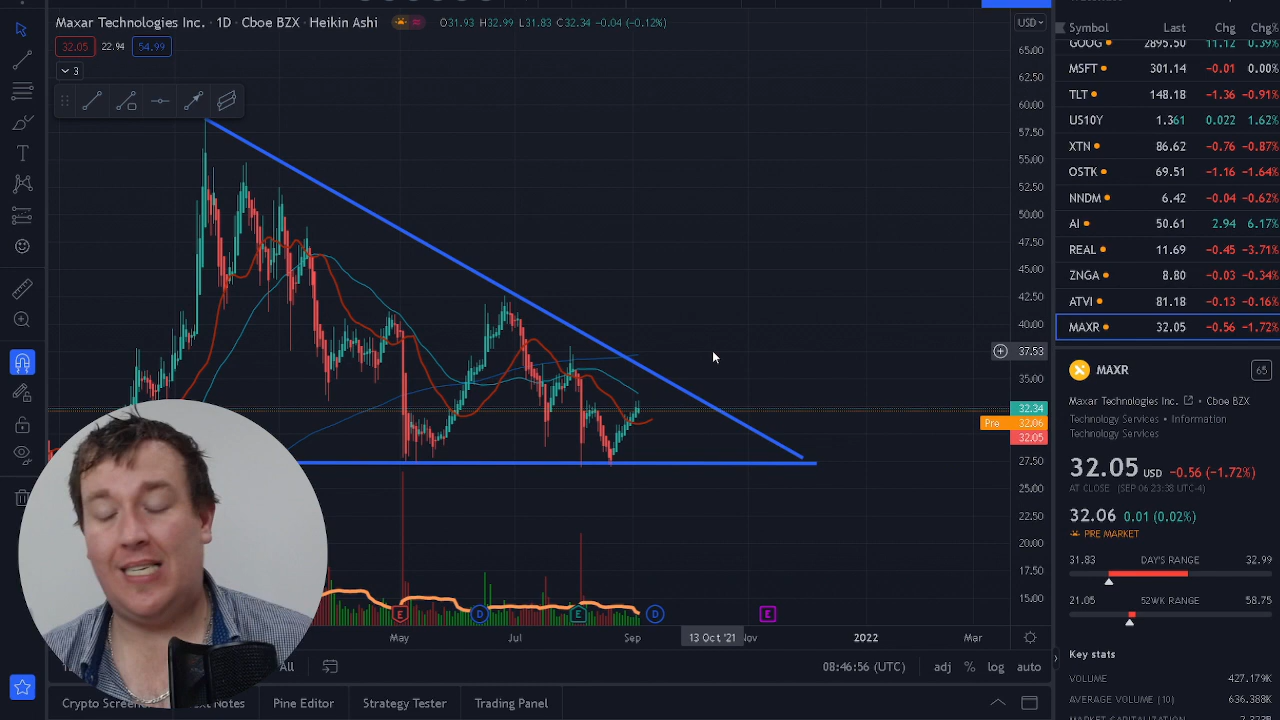 Maxar Technologies Inc. · 1D · Cboe BZX · Heikin Ashi
O31.93 H32.99 L31.83 C32.34 -0.04 (-0.12%)
USD
32.05 22.94 54.99
3
65.00
62.50
60.00
57.50
55.00
52.50
50.00
47.50
45.00
42.50
40.00
37.53
35.00
32.34
Pre 32.06
32.05
27.50
25.00
22.50
20.00
17.50
15.00
E D E D E
May Jul Sep 13 Oct '21 Nov 2022 Mar
All 08:46:56 (UTC) adj % log auto
Text Notes Pine Editor Strategy Tester Trading Panel
Symbol Last Chg Chg%
GOOG 2895.50 11.12 0.39%
MSFT 301.14 -0.01 0.00%
TLT 148.18 -1.36 -0.91%
US10Y 1.361 0.022 1.62%
XTN 86.62 -0.76 -0.87%
OSTK 69.51 -1.16 -1.64%
NNDM 6.42 -0.04 -0.62%
AI 50.61 2.94 6.17%
REAL 11.69 -0.45 -3.71%
ZNGA 8.80 -0.03 -0.34%
ATVI 81.18 -0.13 -0.16%
MAXR 32.05 -0.56 -1.72%
MAXR 65
Maxar Technologies Inc. · Cboe BZX
Technology Services · Information
Technology Services
32.05 USD -0.56 (-1.72%)
AT CLOSE (SEP 06 23:38 UTC-4)
32.06 0.01 (0.02%)
PRE MARKET
31.83 DAY'S RANGE 32.99
21.05 52WK RANGE 58.75
Key stats
VOLUME 427.179K
AVERAGE VOLUME (10) 636.388K